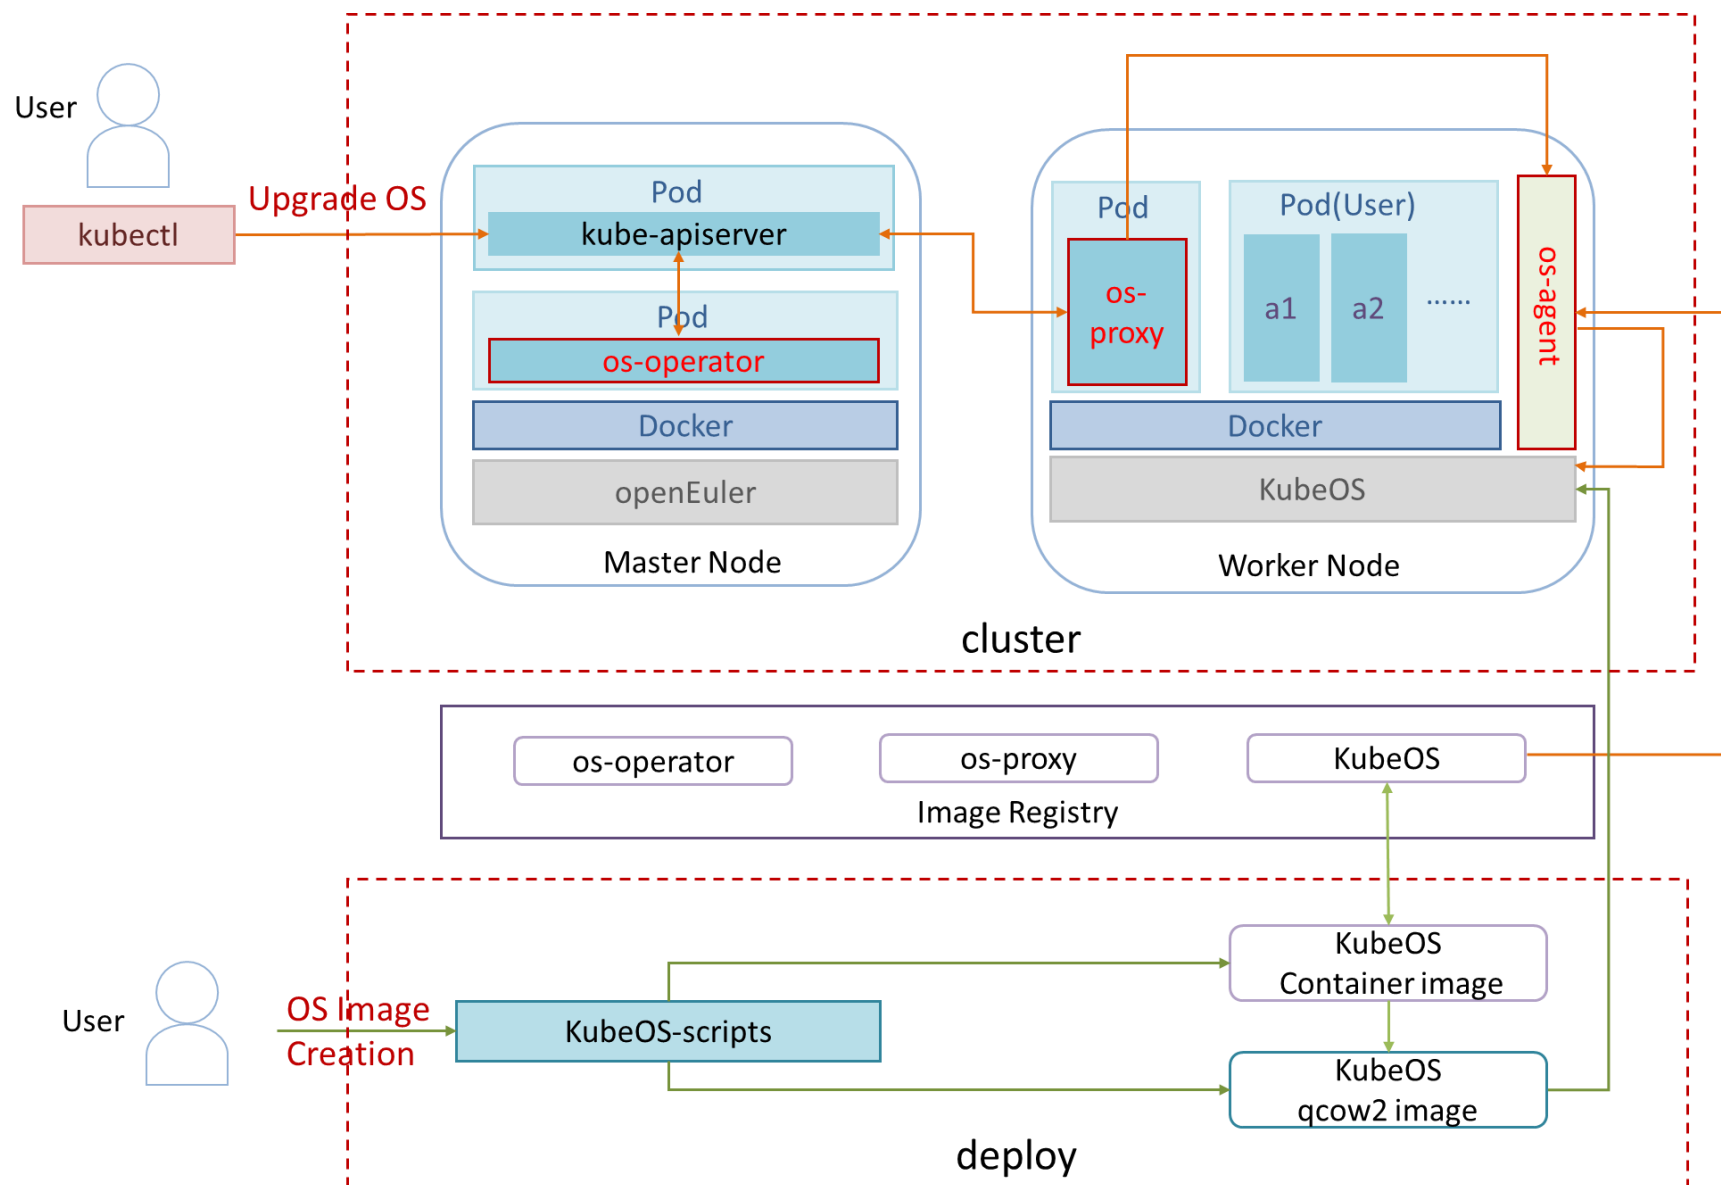 User
kubectl
Upgrade OS
Pod
kube-apiserver
Pod
os-operator
Docker
openEuler
Master Node
Pod
os-
proxy
Pod(User)
a1
a2
......
os-agent
Docker
KubeOS
Worker Node
cluster
os-operator
os-proxy
KubeOS
Image Registry
User
OS Image
Creation
KubeOS-scripts
KubeOS
Container image
KubeOS
qcow2 image
deploy